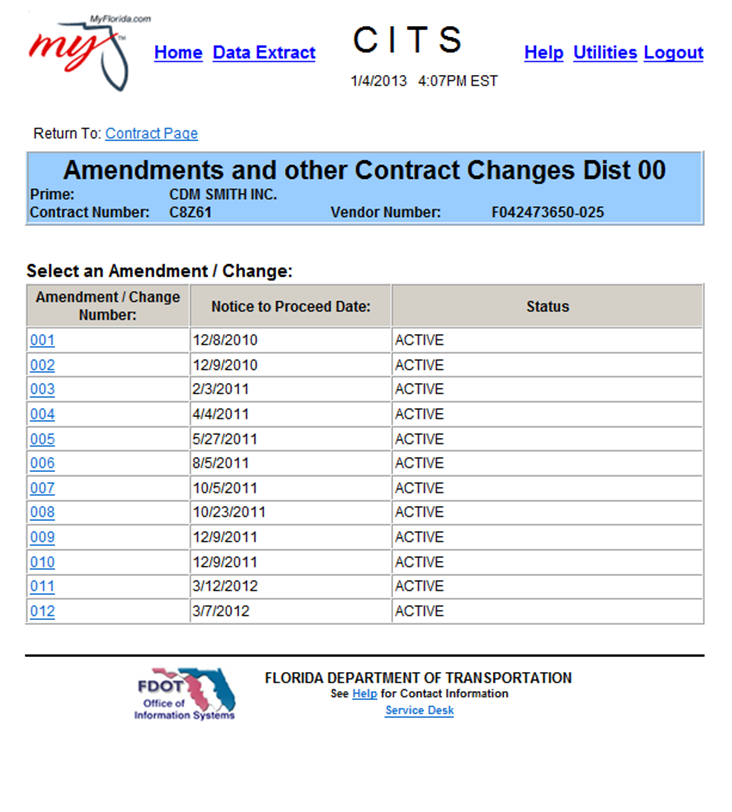 MyFlorida.com
my TM
Home Data Extract CITS Help Utilities Logout
1/4/2013 4:07PM EST
Return To: Contract Page
Amendments and other Contract Changes Dist 00
Prime: CDM SMITH INC.
Contract Number: C8Z61 Vendor Number: F042473650-025
Select an Amendment / Change:
Amendment / Change
Number: Notice to Proceed Date: Status
001 12/8/2010 ACTIVE
002 12/9/2010 ACTIVE
003 2/3/2011 ACTIVE
004 4/4/2011 ACTIVE
005 5/27/2011 ACTIVE
006 8/5/2011 ACTIVE
007 10/5/2011 ACTIVE
008 10/23/2011 ACTIVE
009 12/9/2011 ACTIVE
010 12/9/2011 ACTIVE
011 3/12/2012 ACTIVE
012 3/7/2012 ACTIVE
FDOT
Office of
Information Systems
FLORIDA DEPARTMENT OF TRANSPORTATION
See Help for Contact Information
Service Desk